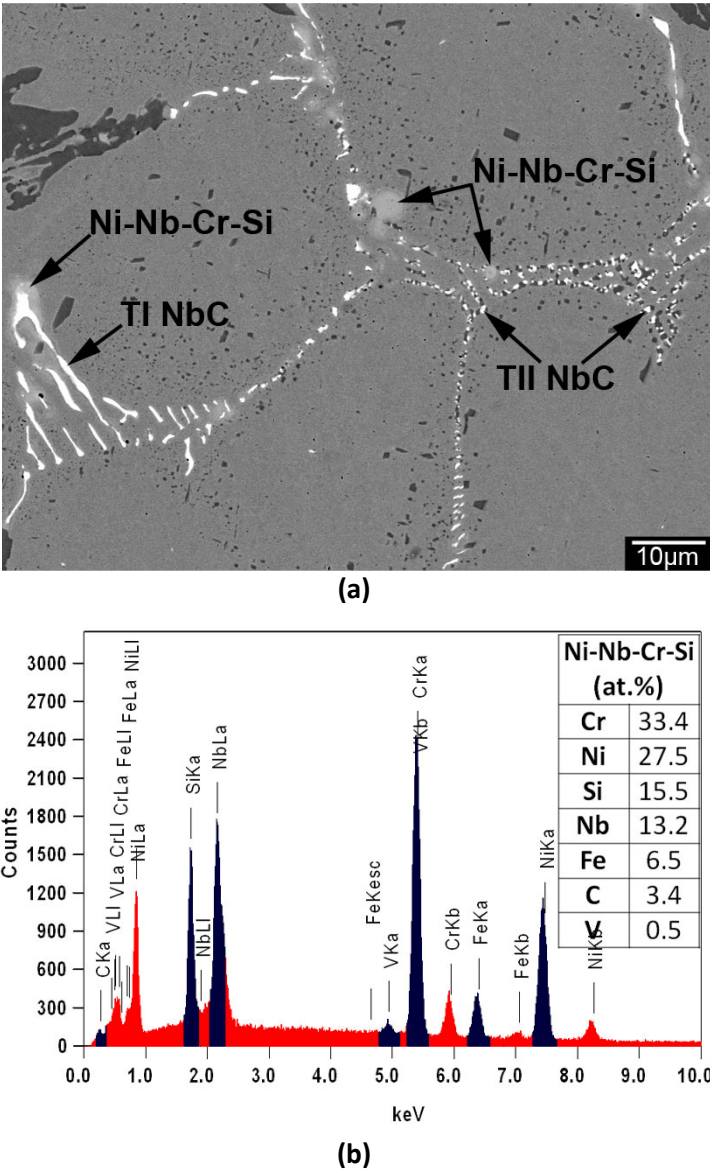 Ni-Nb-Cr-Si
Ni-Nb-Cr-Si
TI NbC
TII NbC
10µm
(a)
Counts
3000
2700
2400
2100
1800
1500
1200
900
600
300
0
CKa
VLl
VLa
CrLl
CrLa
FeLl
FeLa
NiLl
NiLa
SiKa
NbLl
NbLa
FeKesc
VKa
VKb
CrKa
CrKb
FeKa
FeKb
NiKa
NiKb
Ni-Nb-Cr-Si
(at.%)
Cr 33.4
Ni 27.5
Si 15.5
Nb 13.2
Fe 6.5
C 3.4
V 0.5
0.0 1.0 2.0 3.0 4.0 5.0 6.0 7.0 8.0 9.0 10.0
keV
(b)